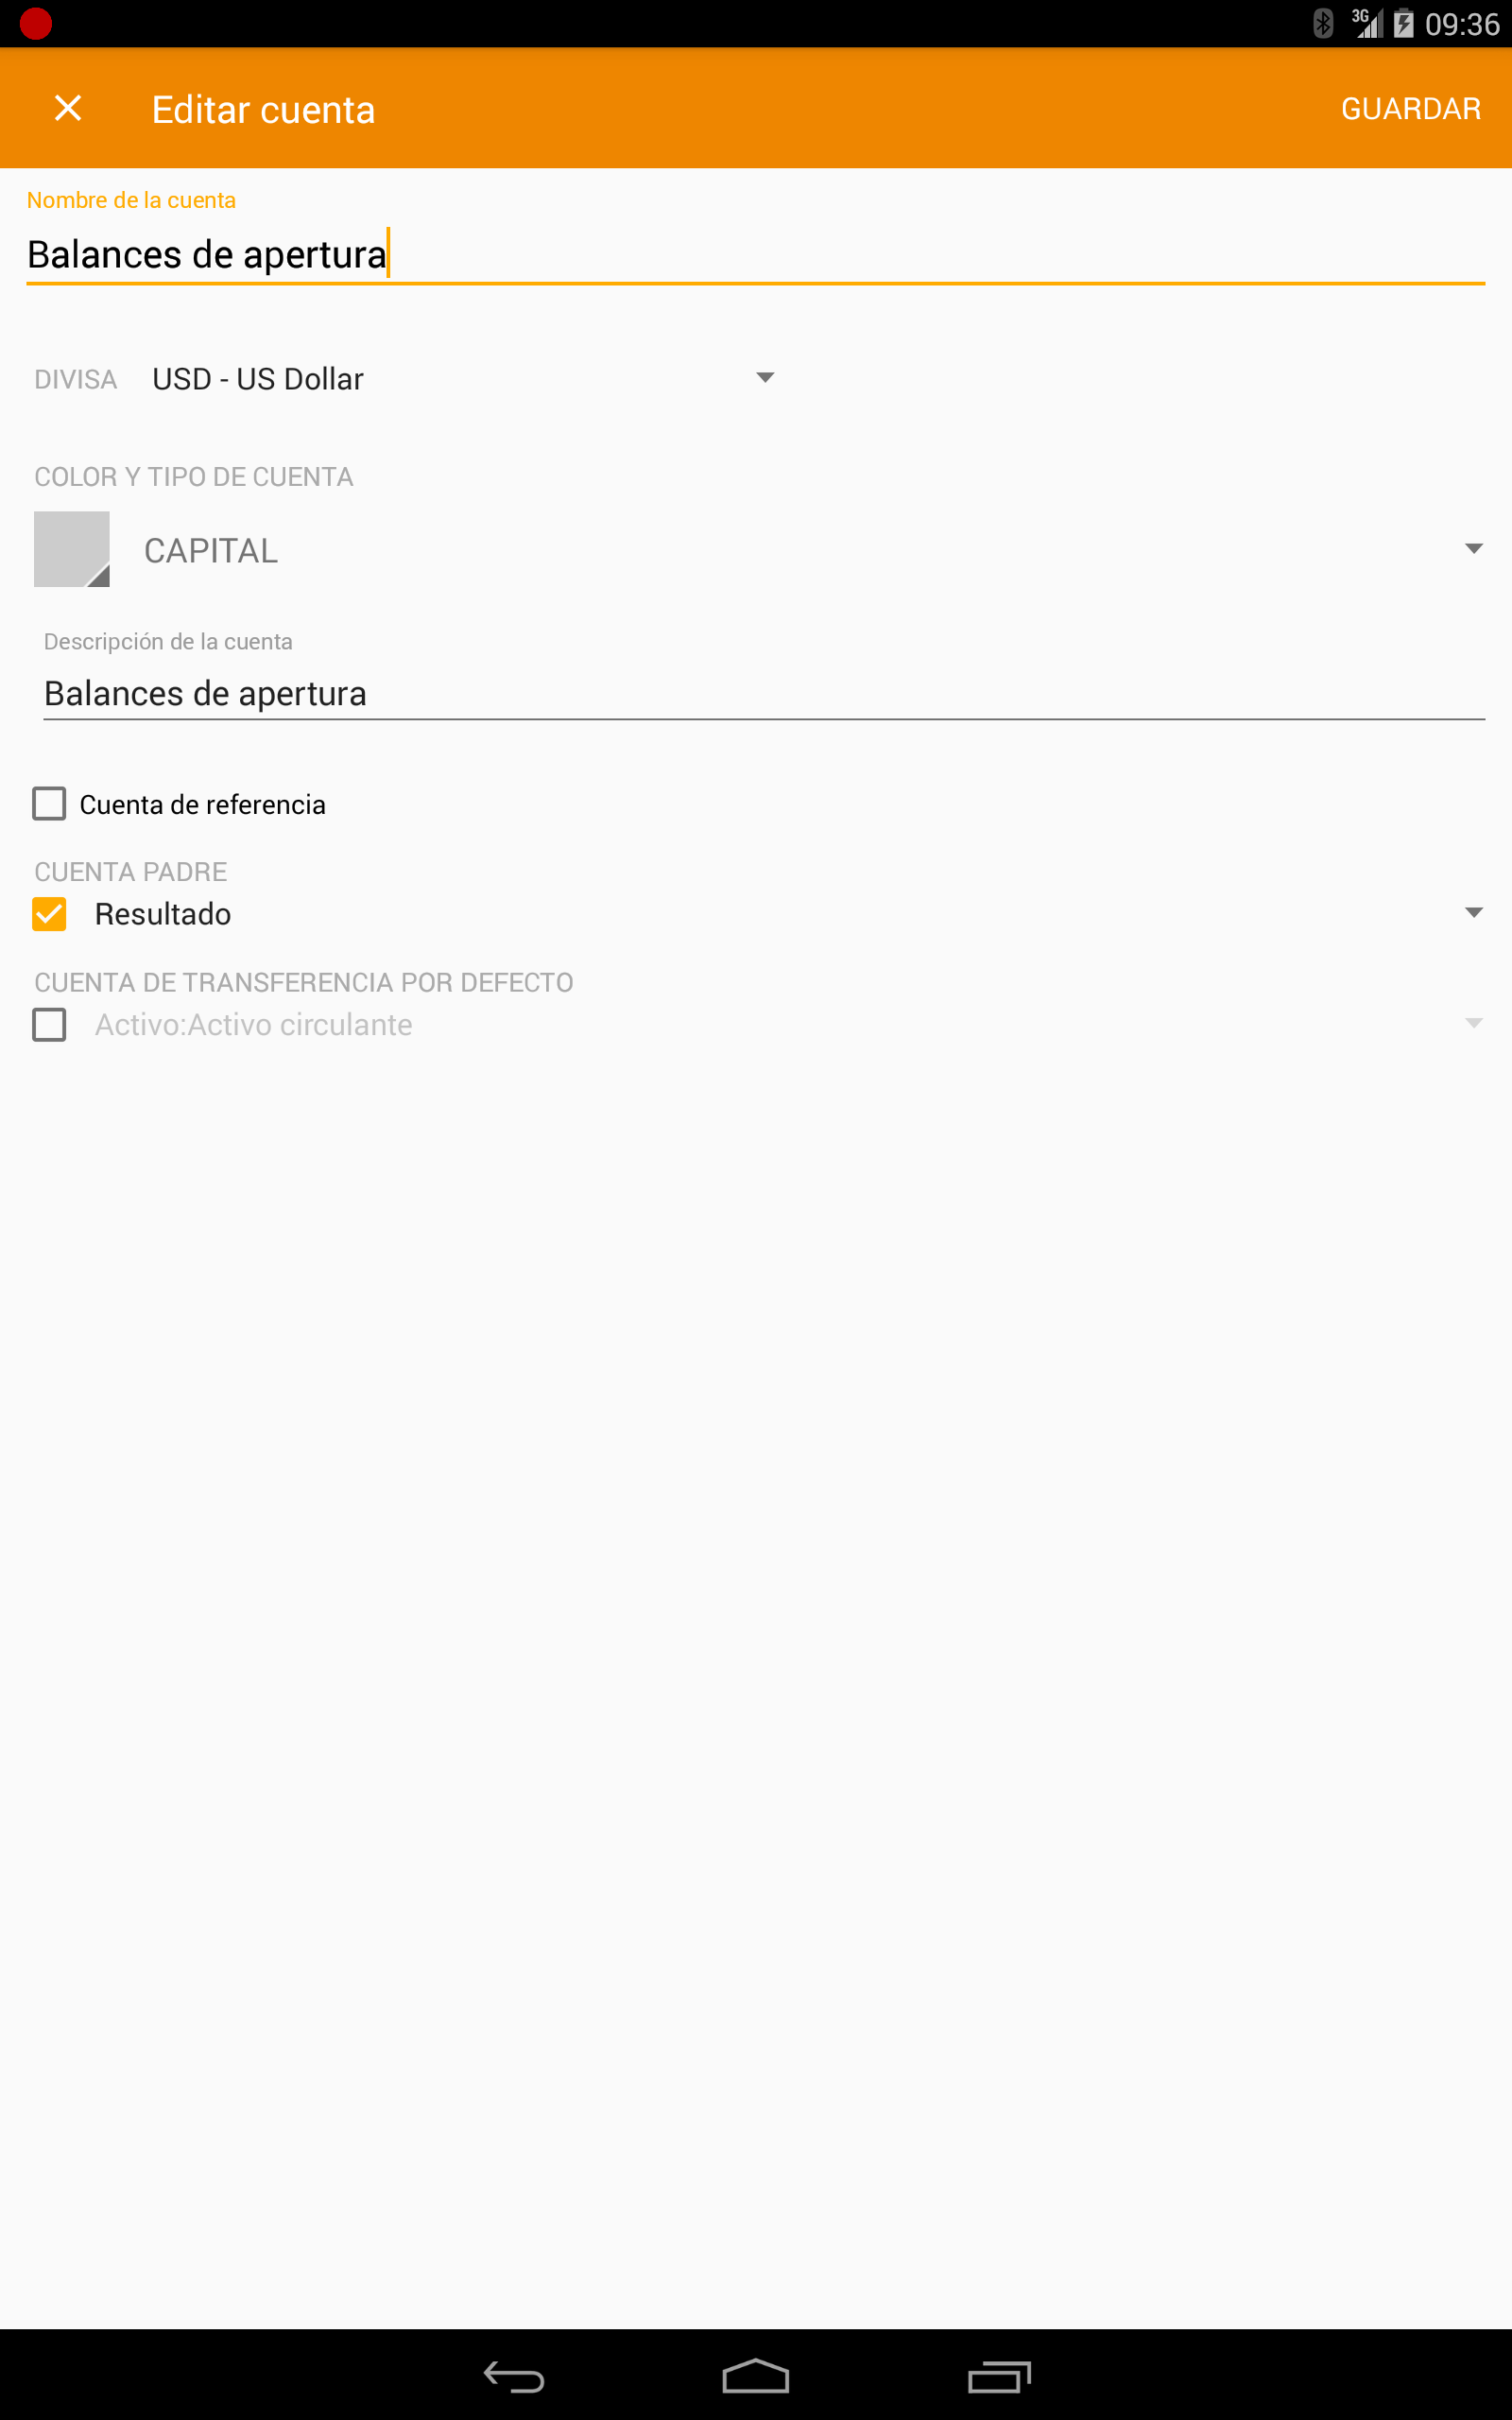 3G 09:36
Editar cuenta GUARDAR
Nombre de la cuenta
Balances de apertura
DIVISA USD - US Dollar
COLOR Y TIPO DE CUENTA
CAPITAL
Descripción de la cuenta
Balances de apertura
Cuenta de referencia
CUENTA PADRE
Resultado
CUENTA DE TRANSFERENCIA POR DEFECTO
Activo:Activo circulante